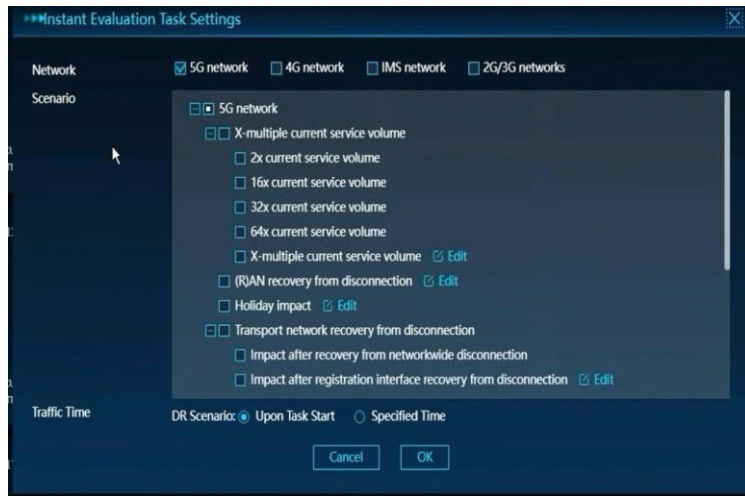 Instant Evaluation Task Settings
Network
5G network
4G network
IMS network
2G/3G networks
Scenario
5G network
X-multiple current service volume
2x current service volume
16x current service volume
32x current service volume
64x current service volume
X-multiple current service volume Edit
(R)AN recovery from disconnection Edit
Holiday impact Edit
Transport network recovery from disconnection
Impact after recovery from networkwide disconnection
Impact after registration interface recovery from disconnection Edit
Traffic Time
DR Scenario: Upon Task Start Specified Time
Cancel
OK